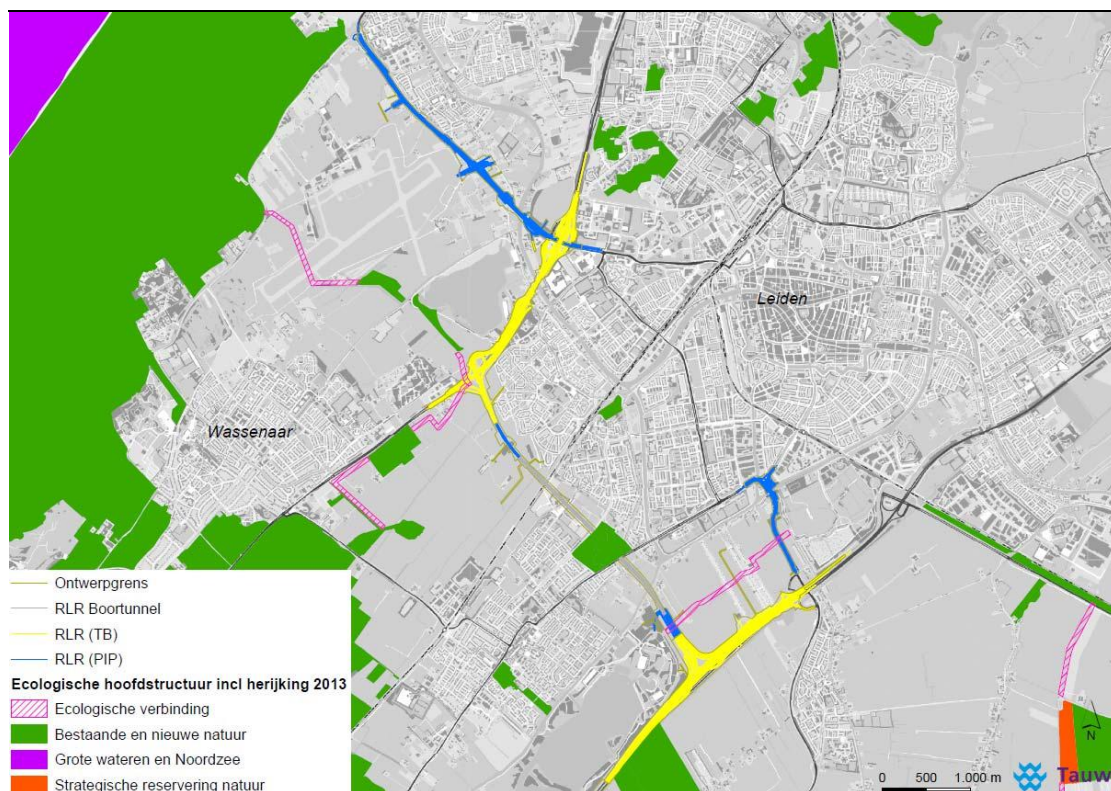 Leiden
Wassenaar
Ontwerpgrens
RLR Boortunnel
RLR (TB)
RLR (PIP)
Ecologische hoofdstructuur incl herijking 2013
Ecologische verbinding
Bestaande en nieuwe natuur
Grote wateren en Noordzee
Strategische reservering natuur
N
0 500 1.000 m
Tauw